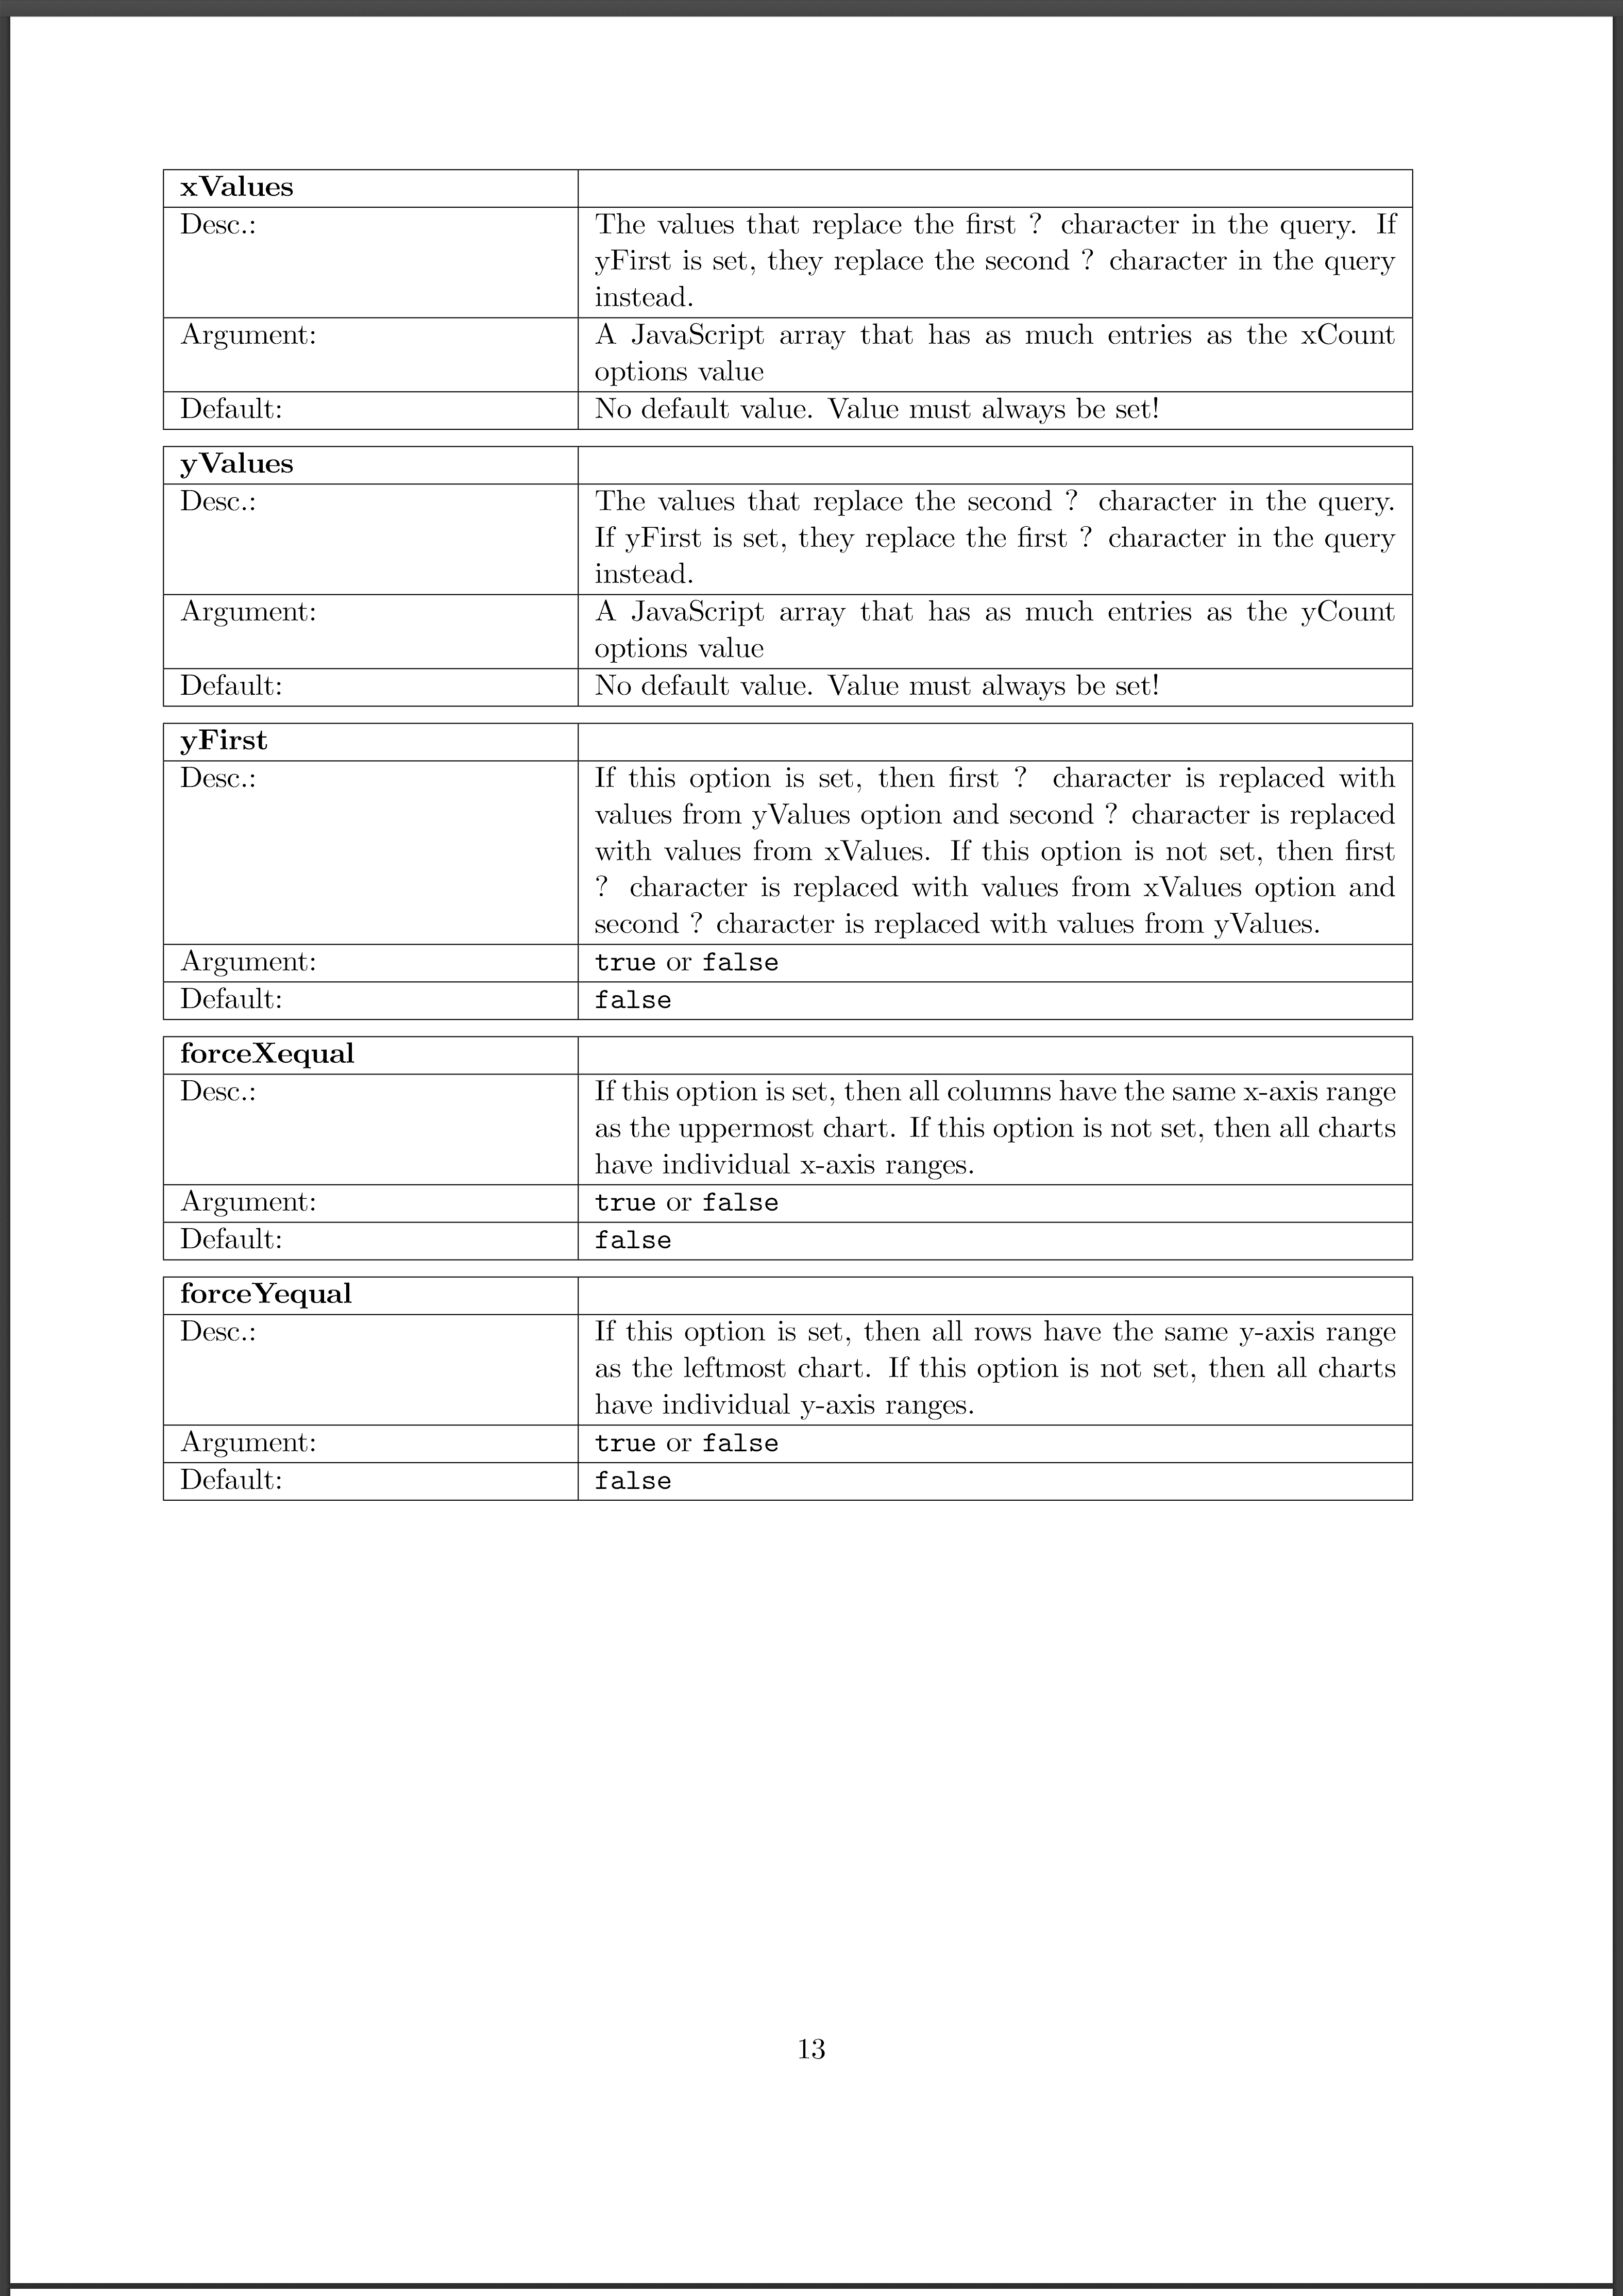 xValues
Desc.: The values that replace the first ? character in the query. If
yFirst is set, they replace the second ? character in the query
instead.
Argument: A JavaScript array that has as much entries as the xCount
options value
Default: No default value. Value must always be set!
yValues
Desc.: The values that replace the second ? character in the query.
If yFirst is set, they replace the first ? character in the query
instead.
Argument: A JavaScript array that has as much entries as the yCount
options value
Default: No default value. Value must always be set!
yFirst
Desc.: If this option is set, then first ? character is replaced with
values from yValues option and second ? character is replaced
with values from xValues. If this option is not set, then first
? character is replaced with values from xValues option and
second ? character is replaced with values from yValues.
Argument: true or false
Default: false
forceXequal
Desc.: If this option is set, then all columns have the same x-axis range
as the uppermost chart. If this option is not set, then all charts
have individual x-axis ranges.
Argument: true or false
Default: false
forceYequal
Desc.: If this option is set, then all rows have the same y-axis range
as the leftmost chart. If this option is not set, then all charts
have individual y-axis ranges.
Argument: true or false
Default: false
13